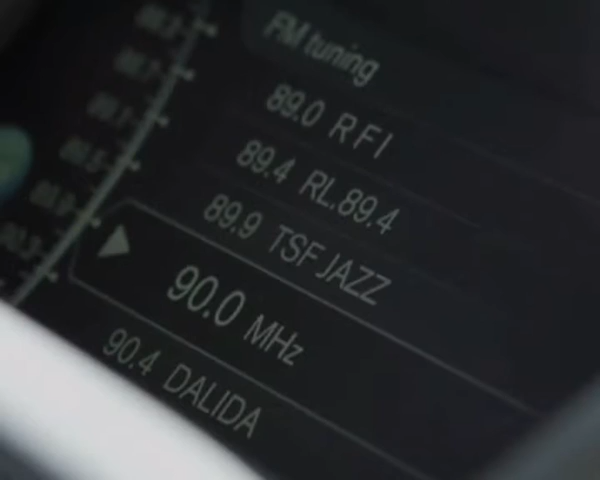 FM tuning
89.0 RFI
89.4 RL.89.4
89.9 TSF JAZZ
90.0 MHz
90.4 DALIDA